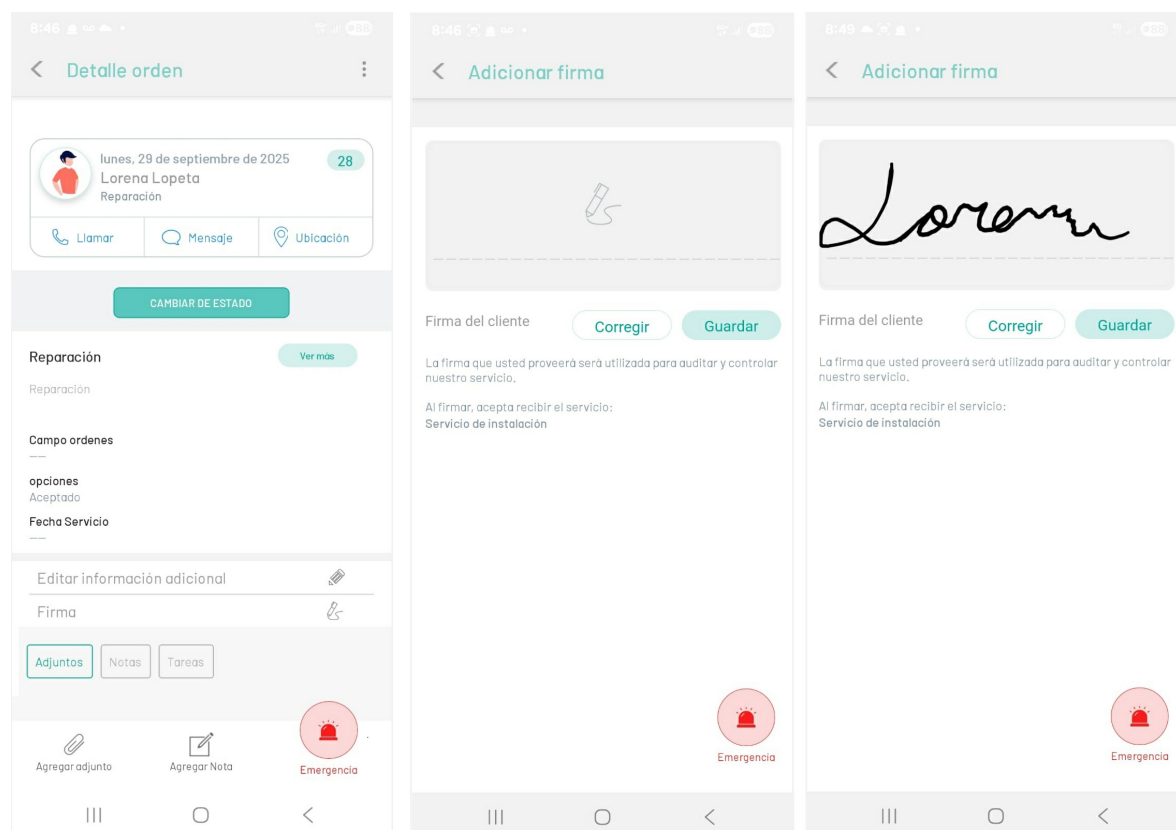 8:46
Detalle orden
lunes, 29 de septiembre de 2025
28
Lorena Lopeta
Reparación
Llamar
Mensaje
Ubicación
CAMBIAR DE ESTADO
Reparación
Ver más
Reparación
Campo ordenes
----
opciones
Aceptado
Fecha Servicio
----
Editar información adicional
Firma
Adjuntos
Notas
Tareas
Agregar adjunto
Agregar Nota
Emergencia
8:46
Adicionar firma
Firma del cliente
Corregir
Guardar
La firma que usted proveerá será utilizada para auditar y controlar
nuestro servicio.
Al firmar, acepta recibir el servicio:
Servicio de instalación
Emergencia
8:49
Adicionar firma
Lorena
Firma del cliente
Corregir
Guardar
La firma que usted proveerá será utilizada para auditar y controlar
nuestro servicio.
Al firmar, acepta recibir el servicio:
Servicio de instalación
Emergencia